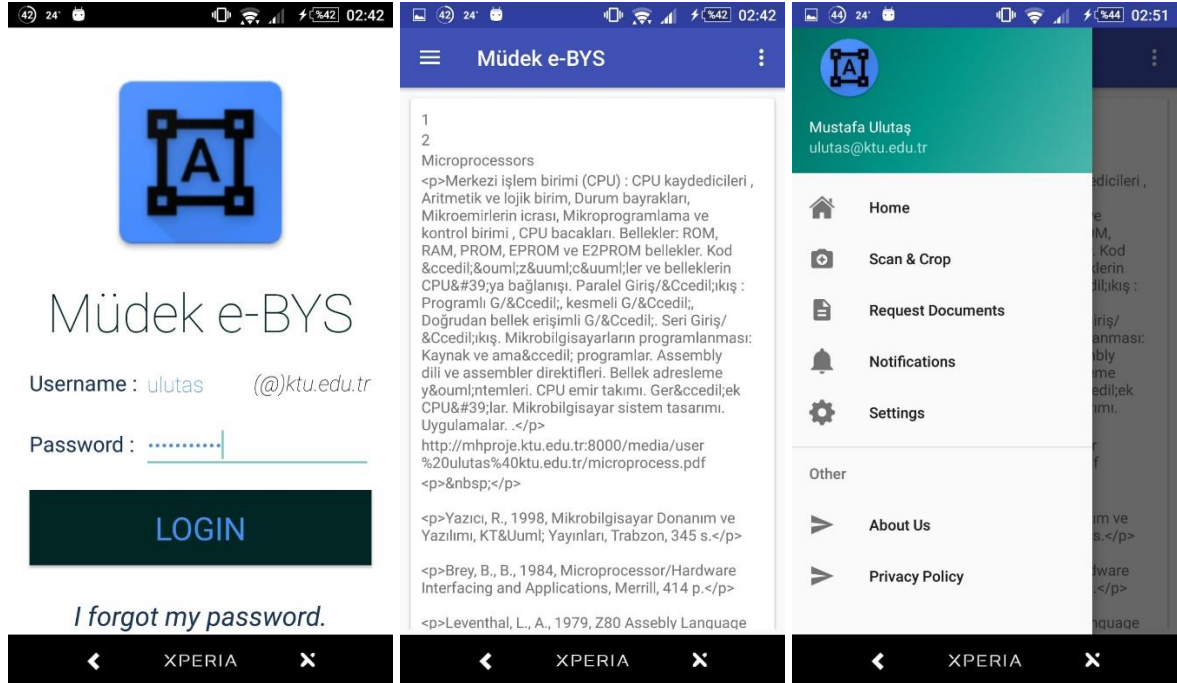 42 24° %42 02:42
A
Müdek e-BYS
Username : ulutas (@)ktu.edu.tr
Password : ···········
LOGIN
I forgot my password.
XPERIA
42 24° %42 02:42
Müdek e-BYS
1
2
Microprocessors
<p>Merkezi işlem birimi (CPU) : CPU kaydedicileri ,
Aritmetik ve lojik birim, Durum bayrakları,
Mikroemirlerin icrası, Mikroprogramlama ve
kontrol birimi , CPU bacakları. Bellekler: ROM,
RAM, PROM, EPROM ve E2PROM bellekler. Kod
&ccedil;&ouml;z&uuml;c&uuml;ler ve belleklerin
CPU&#39;ya bağlanışı. Paralel Giriş/&Ccedil;ıkış :
Programlı G/&Ccedil;, kesmeli G/&Ccedil;,
Doğrudan bellek erişimli G/&Ccedil;. Seri Giriş/
&Ccedil;ıkış. Mikrobilgisayarların programlanması:
Kaynak ve ama&ccedil; programlar. Assembly
dili ve assembler direktifleri. Bellek adresleme
y&ouml;ntemleri. CPU emir takımı. Ger&ccedil;ek
CPU&#39;lar. Mikrobilgisayar sistem tasarımı.
Uygulamalar. .</p>
http://mhproje.ktu.edu.tr:8000/media/user
%20ulutas%40ktu.edu.tr/microprocess.pdf
<p>&nbsp;</p>
<p>Yazıcı, R., 1998, Mikrobilgisayar Donanım ve
Yazılımı, KT&Uuml; Yayınları, Trabzon, 345 s.</p>
<p>Brey, B., B., 1984, Microprocessor/Hardware
Interfacing and Applications, Merrill, 414 p.</p>
<p>Leventhal, L., A., 1979, Z80 Assebly Language
XPERIA
44 24° %44 02:51
A
Mustafa Ulutaş
ulutas@ktu.edu.tr
Home
Scan & Crop
Request Documents
Notifications
Settings
Other
About Us
Privacy Policy
XPERIA